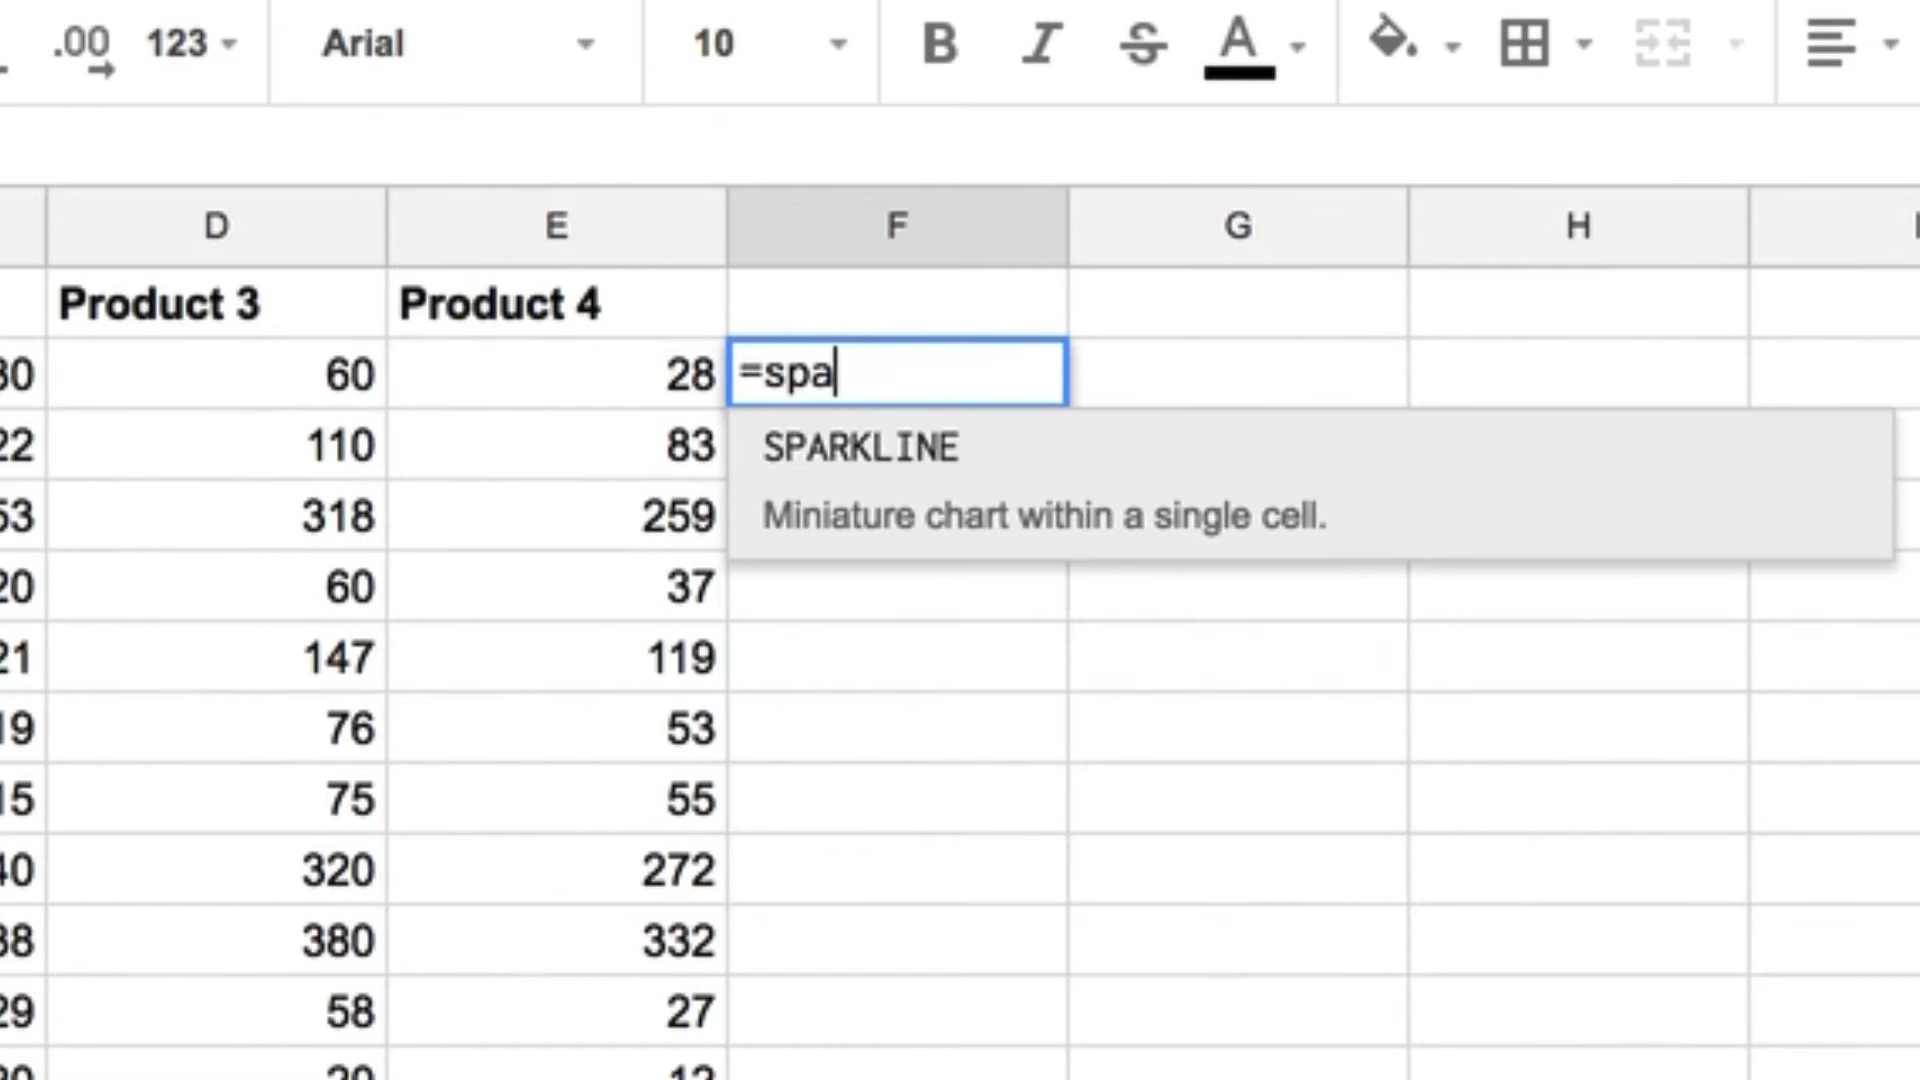 .00 123 Arial 10 B I S A
D E F G H
Product 3 Product 4
30 60 28 =spa
22 110 83 SPARKLINE
53 318 259 Miniature chart within a single cell.
20 60 37
21 147 119
19 76 53
15 75 55
40 320 272
38 380 332
29 58 27